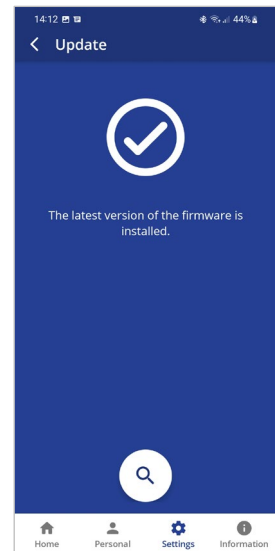 14:12 44%
Update
The latest version of the firmware is
installed.
Home Personal Settings Information